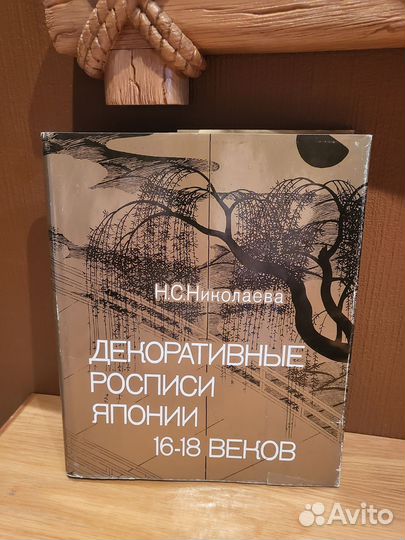 Н.С.Николаева
ДЕКОРАТИВНЫЕ
РОСПИСИ
ЯПОНИИ
16-18 ВЕКОВ
Avito